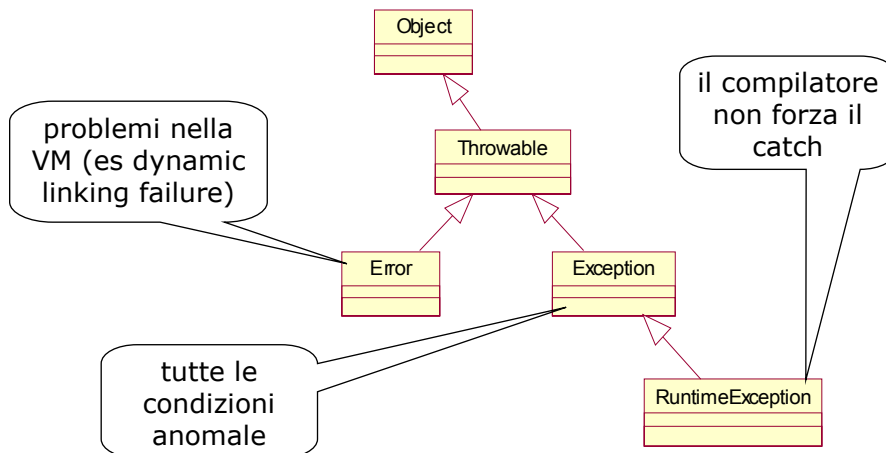 Object
il compilatore
non forza il
catch
problemi nella
VM (es dynamic
linking failure)
Throwable
Error
Exception
tutte le
condizioni
anomale
RuntimeException